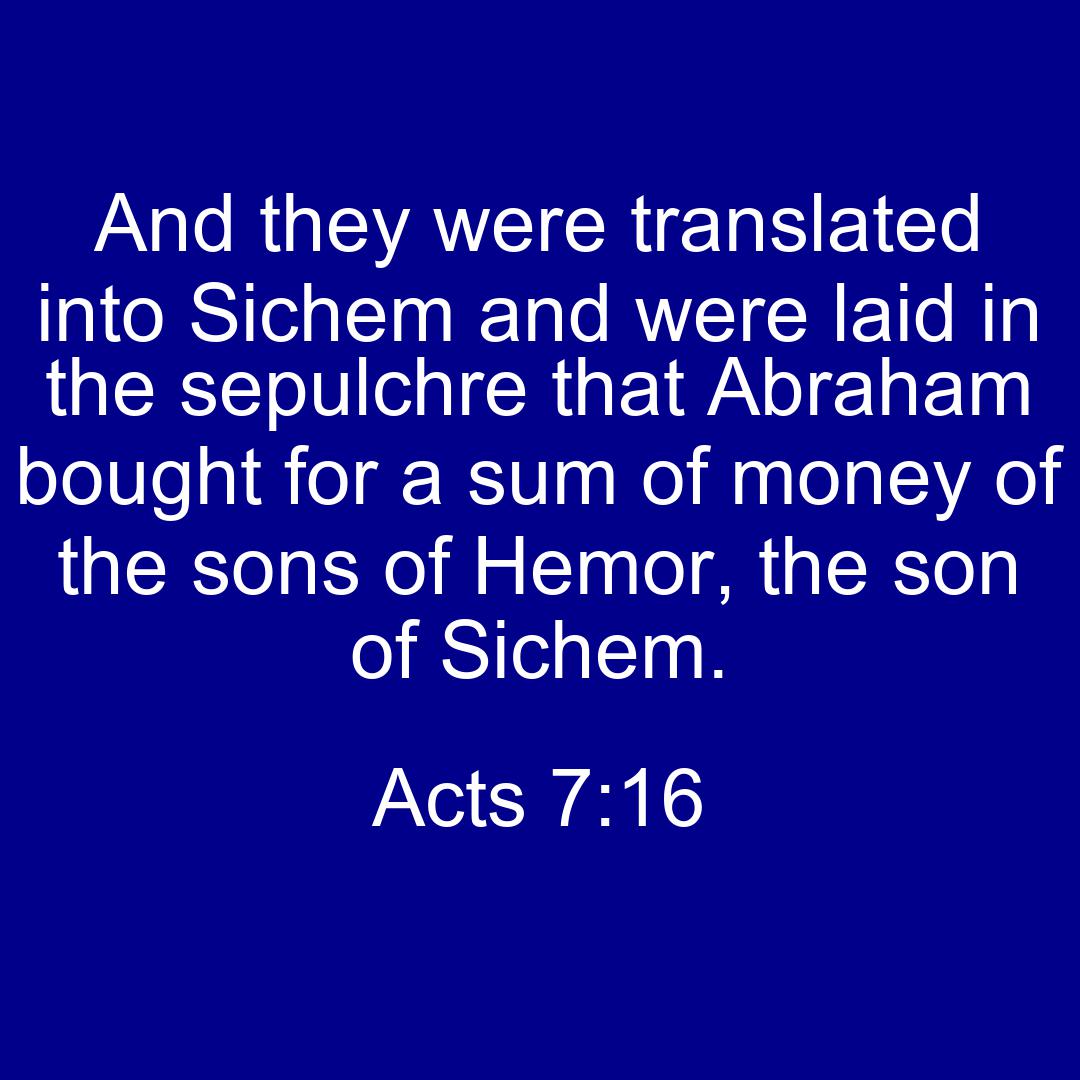 And they were translated
into Sichem and were laid in
the sepulchre that Abraham
bought for a sum of money of
the sons of Hemor, the son
of Sichem.
Acts 7:16